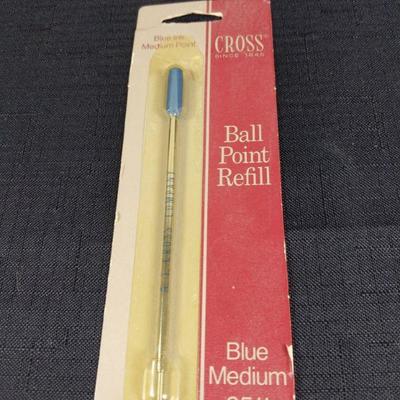 Blue Ink
Medium Point
CROSS
SINCE 1846
Ball
Point
Refill
Blue
Medium